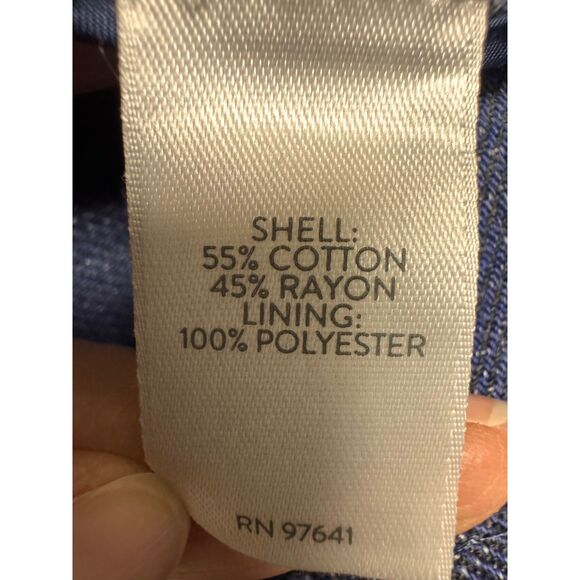 SHELL:
55% COTTON
45% RAYON
LINING:
100% POLYESTER
RN 97641